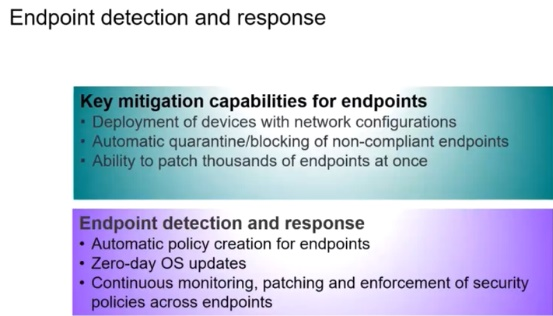 Endpoint detection and response
Key mitigation capabilities for endpoints
• Deployment of devices with network configurations
• Automatic quarantine/blocking of non-compliant endpoints
• Ability to patch thousands of endpoints at once
Endpoint detection and response
• Automatic policy creation for endpoints
• Zero-day OS updates
• Continuous monitoring, patching and enforcement of security
policies across endpoints